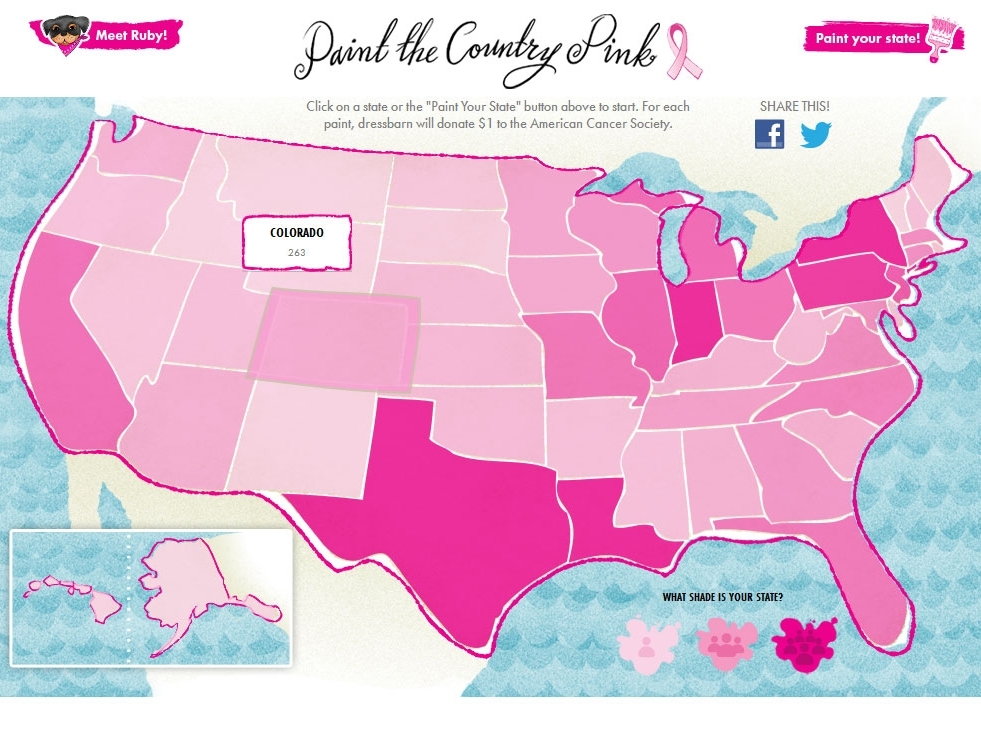 Meet Ruby!
Paint the Country Pink
Paint your state!
Click on a state or the "Paint Your State" button above to start. For each
paint, dressbarn will donate $1 to the American Cancer Society.
SHARE THIS!
COLORADO
263
WHAT SHADE IS YOUR STATE?